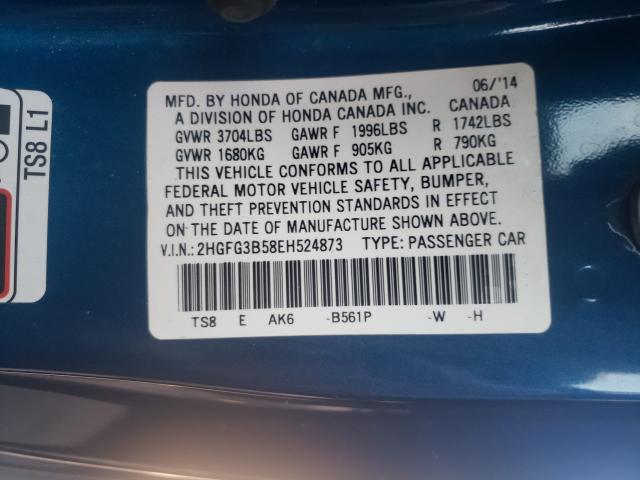 06/'14
MFD. BY HONDA OF CANADA MFG.,
A DIVISION OF HONDA CANADA INC. CANADA
GVWR 3704LBS GAWR F 1996LBS R 1742LBS
GVWR 1680KG GAWR F 905KG R 790KG
THIS VEHICLE CONFORMS TO ALL APPLICABLE
FEDERAL MOTOR VEHICLE SAFETY, BUMPER,
AND THEFT PREVENTION STANDARDS IN EFFECT
ON THE DATE OF MANUFACTURE SHOWN ABOVE.
V.I.N.: 2HGFG3B58EH524873 TYPE: PASSENGER CAR
TS8 E AK6 -B561P -W -H
TS8 L1